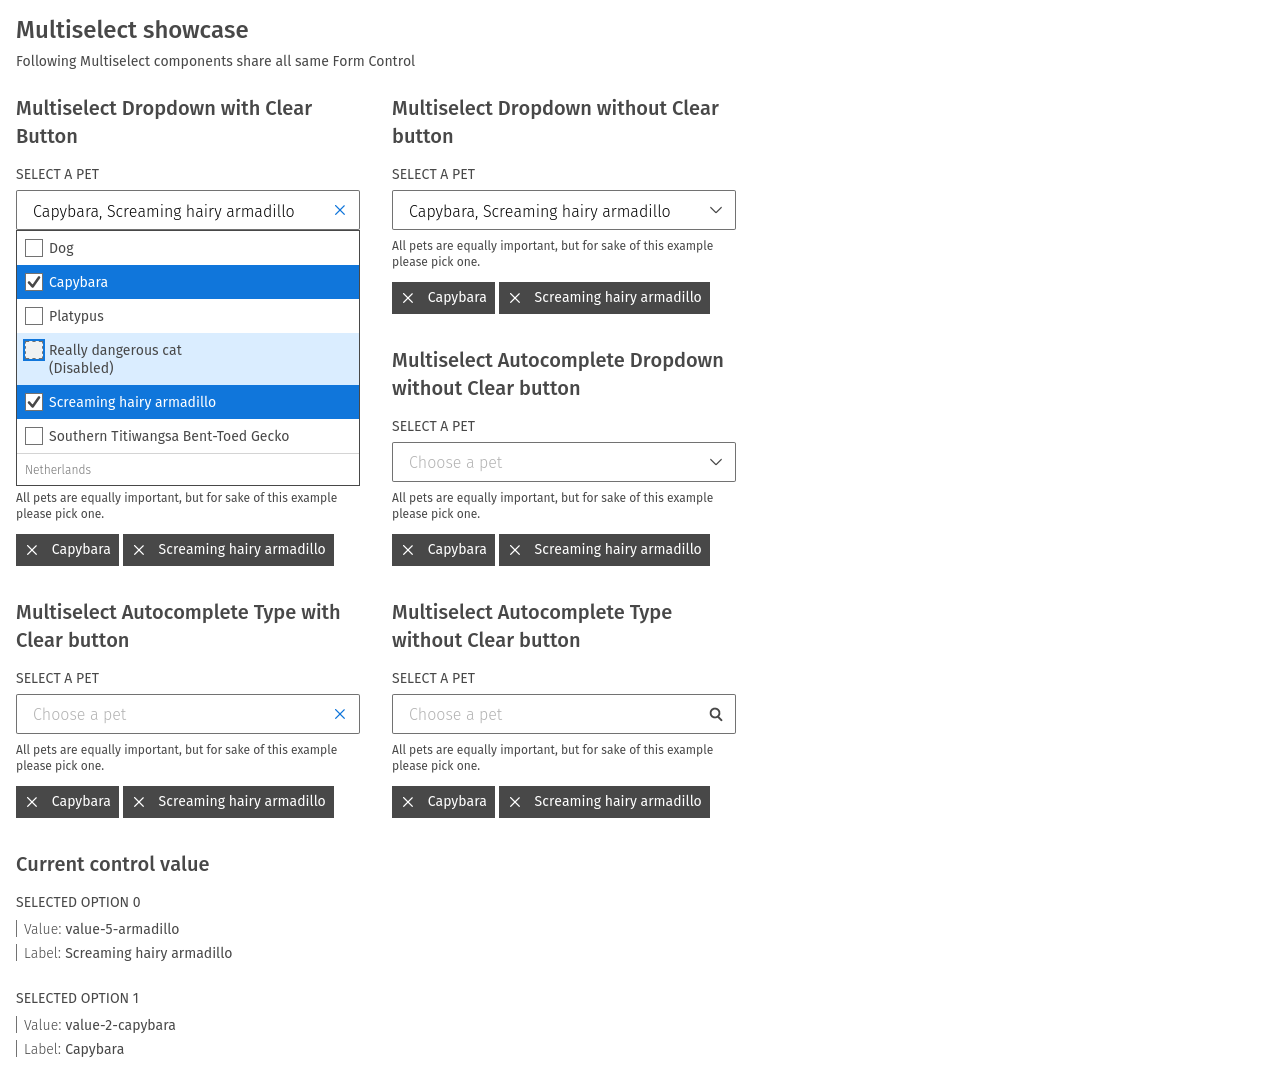 Multiselect showcase
Following Multiselect components share all same Form Control
Multiselect Dropdown with Clear
Button
SELECT A PET
Capybara, Screaming hairy armadillo
Dog
Capybara
Platypus
Really dangerous cat
(Disabled)
Screaming hairy armadillo
Southern Titiwangsa Bent-Toed Gecko
Netherlands
All pets are equally important, but for sake of this example
please pick one.
Capybara
Screaming hairy armadillo
Multiselect Dropdown without Clear
button
SELECT A PET
Capybara, Screaming hairy armadillo
All pets are equally important, but for sake of this example
please pick one.
Capybara
Screaming hairy armadillo
Multiselect Autocomplete Dropdown
without Clear button
SELECT A PET
Choose a pet
All pets are equally important, but for sake of this example
please pick one.
Capybara
Screaming hairy armadillo
Multiselect Autocomplete Type with
Clear button
SELECT A PET
Choose a pet
All pets are equally important, but for sake of this example
please pick one.
Capybara
Screaming hairy armadillo
Multiselect Autocomplete Type
without Clear button
SELECT A PET
Choose a pet
All pets are equally important, but for sake of this example
please pick one.
Capybara
Screaming hairy armadillo
Current control value
SELECTED OPTION 0
Value: value-5-armadillo
Label: Screaming hairy armadillo
SELECTED OPTION 1
Value: value-2-capybara
Label: Capybara